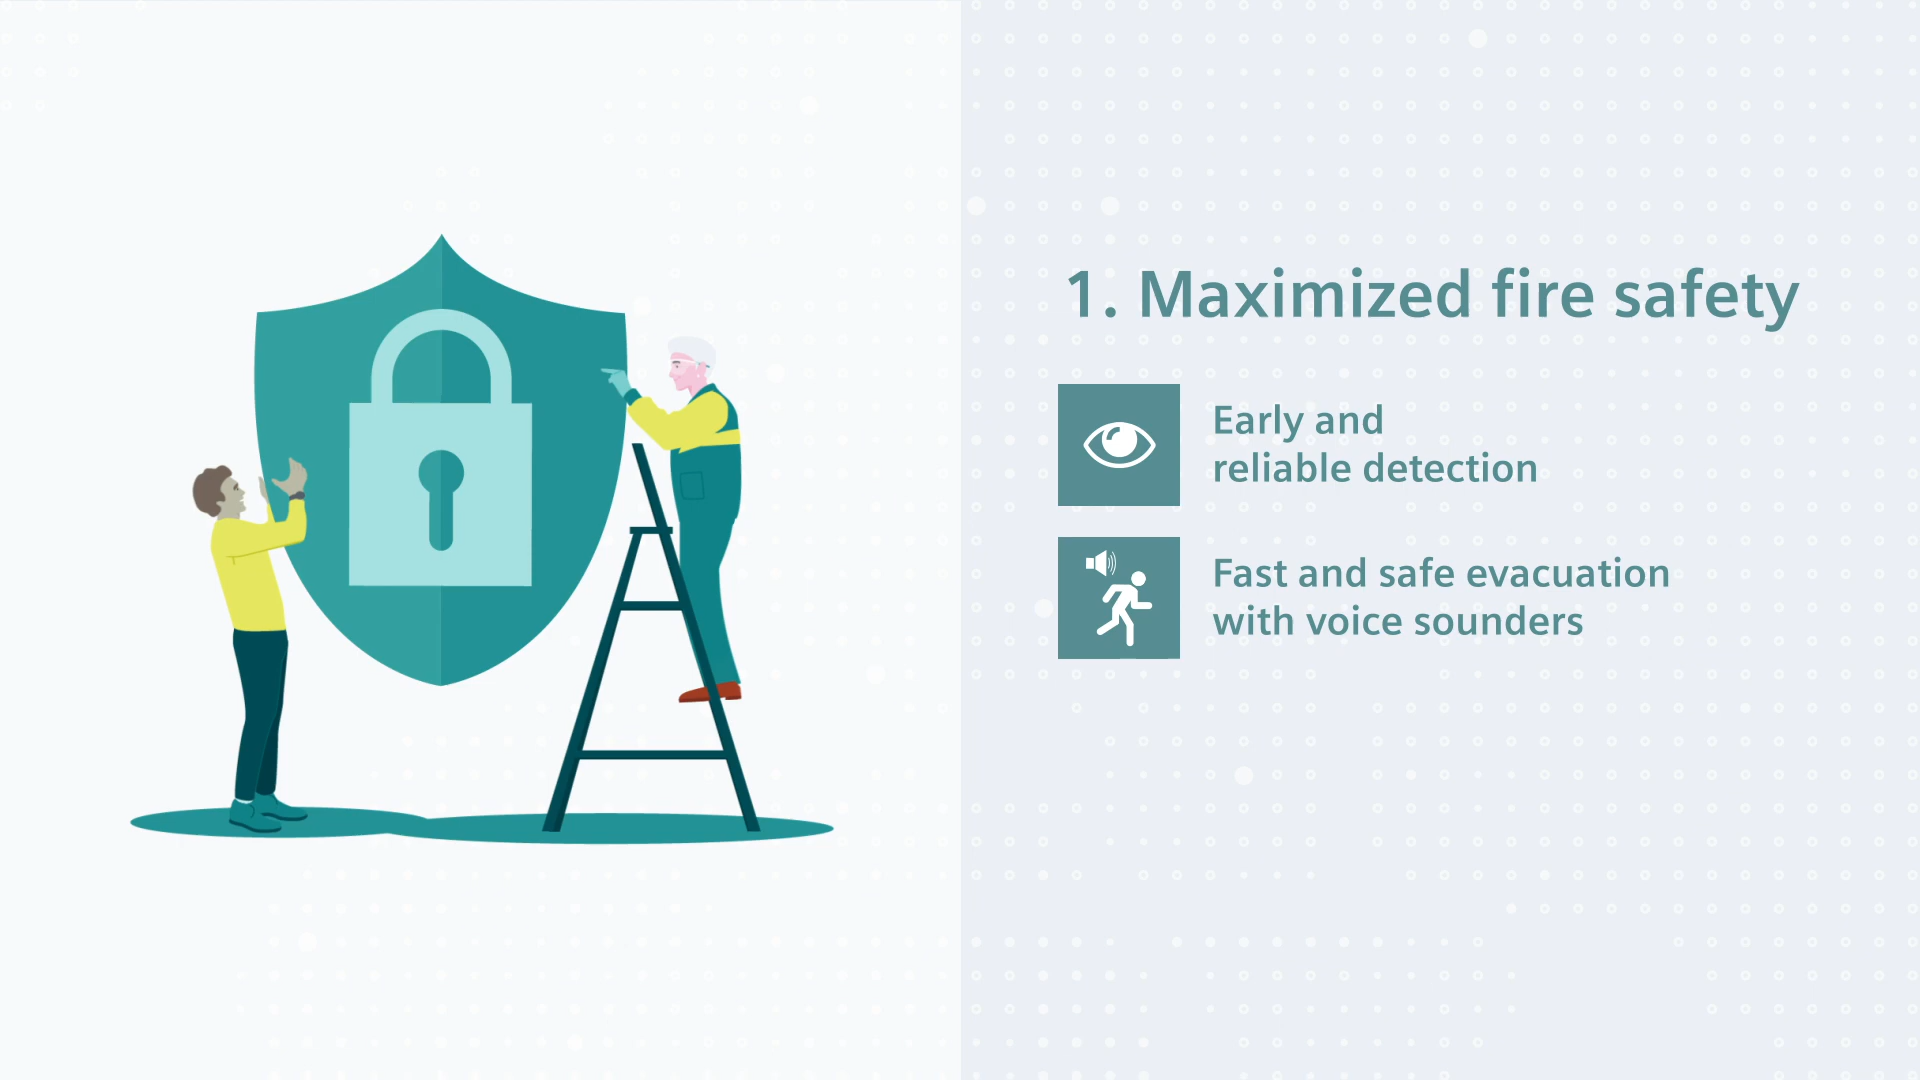 1. Maximized fire safety
Early and
reliable detection
Fast and safe evacuation
with voice sounders